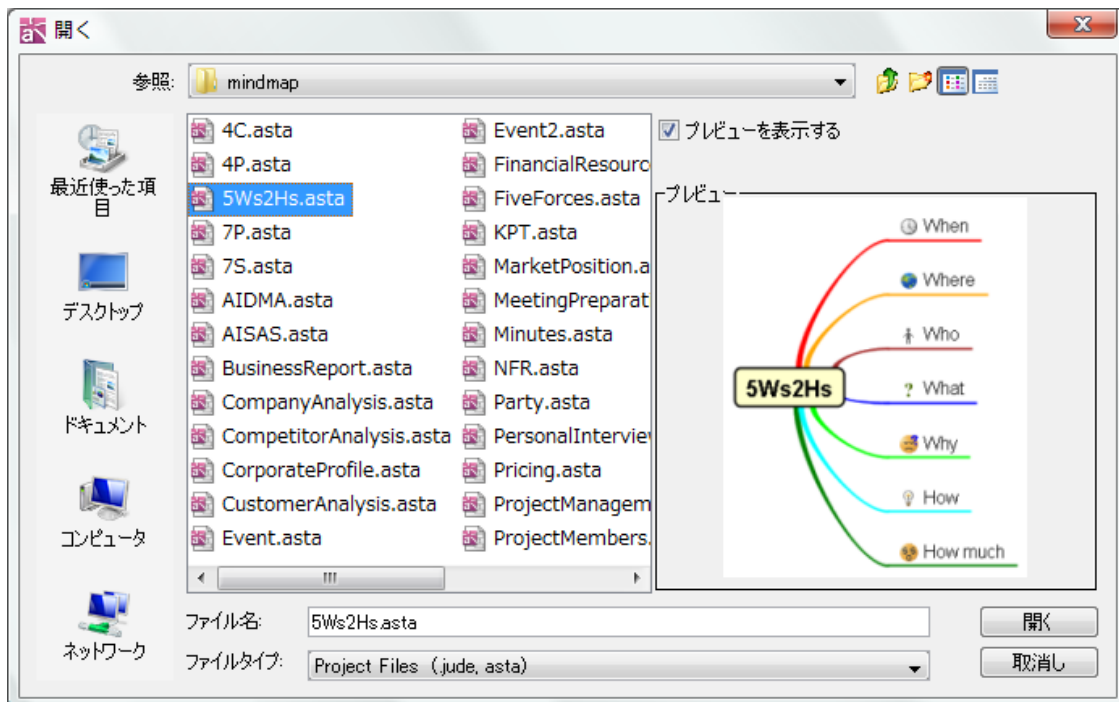 開く
参照:
mindmap
最近使った項
目
デスクトップ
ドキュメント
コンピュータ
ネットワーク
4C.asta
4P.asta
5Ws2Hs.asta
7P.asta
7S.asta
AIDMA.asta
AISAS.asta
BusinessReport.asta
CompanyAnalysis.asta
CompetitorAnalysis.asta
CorporateProfile.asta
CustomerAnalysis.asta
Event.asta
Event2.asta
FinancialResourc
FiveForces.asta
KPT.asta
MarketPosition.a
MeetingPreparat
Minutes.asta
NFR.asta
Party.asta
PersonalIntervie
Pricing.asta
ProjectManagem
ProjectMembers.
プレビューを表示する
プレビュー
5Ws2Hs
When
Where
Who
What
Why
How
How much
ファイル名:
5Ws2Hs.asta
開く
ファイルタイプ:
Project Files (.jude, asta)
取消し